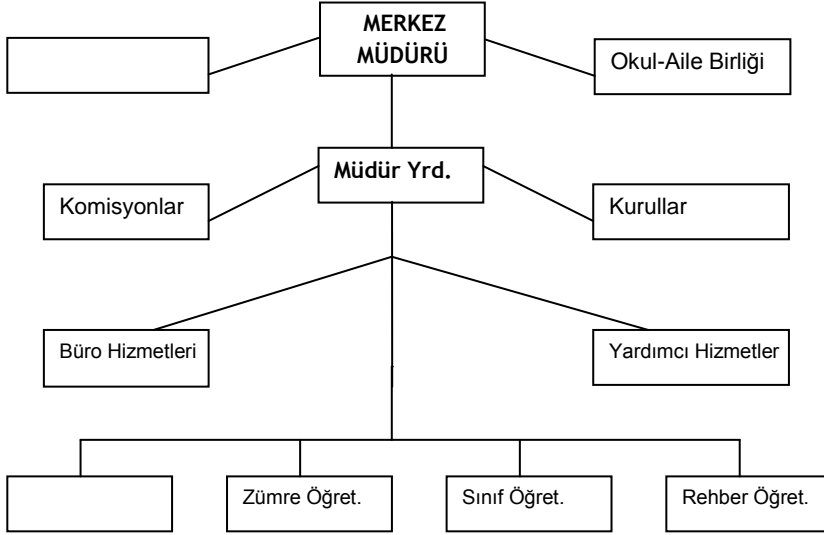 MERKEZ
MÜDÜRÜ
Okul-Aile Birliği
Müdür Yrd.
Komisyonlar
Kurullar
Büro Hizmetleri
Yardımcı Hizmetler
Zümre Öğret.
Sınıf Öğret.
Rehber Öğret.